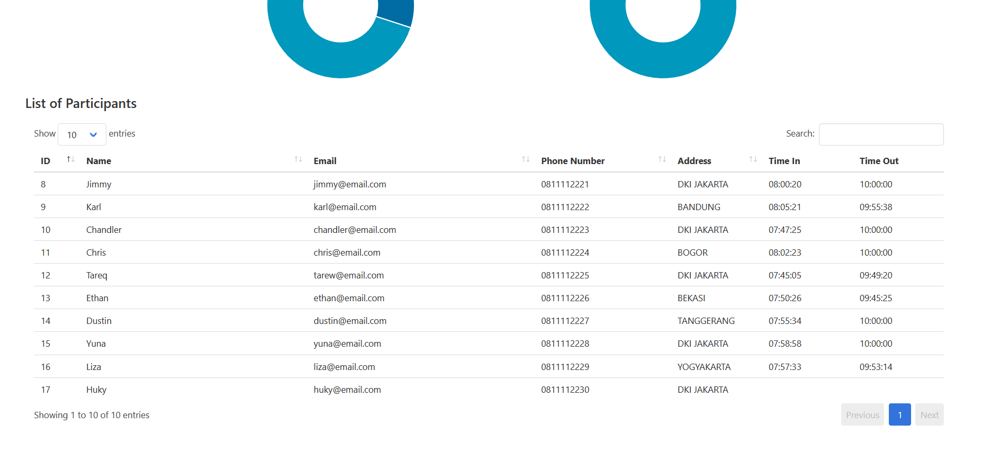 List of Participants
Show 10 entries Search:
ID Name Email Phone Number Address Time In Time Out
8 Jimmy jimmy@email.com 0811112221 DKI JAKARTA 08:00:20 10:00:00
9 Karl karl@email.com 0811112222 BANDUNG 08:05:21 09:55:38
10 Chandler chandler@email.com 0811112223 DKI JAKARTA 07:47:25 10:00:00
11 Chris chris@email.com 0811112224 BOGOR 08:02:23 10:00:00
12 Tareq tarew@email.com 0811112225 DKI JAKARTA 07:45:05 09:49:20
13 Ethan ethan@email.com 0811112226 BEKASI 07:50:26 09:45:25
14 Dustin dustin@email.com 0811112227 TANGGERANG 07:55:34 10:00:00
15 Yuna yuna@email.com 0811112228 DKI JAKARTA 07:58:58 10:00:00
16 Liza liza@email.com 0811112229 YOGYAKARTA 07:57:33 09:53:14
17 Huky huky@email.com 0811112230 DKI JAKARTA
Showing 1 to 10 of 10 entries Previous 1 Next